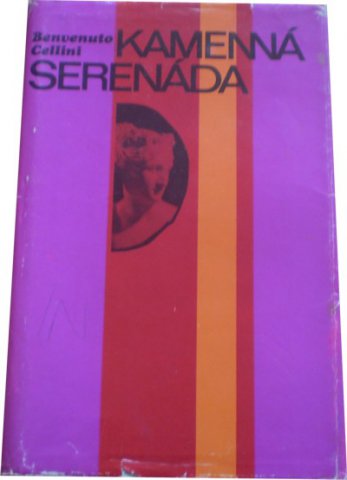 Benvenuto
Cellini
KAMENNÁ
SERENÁDA